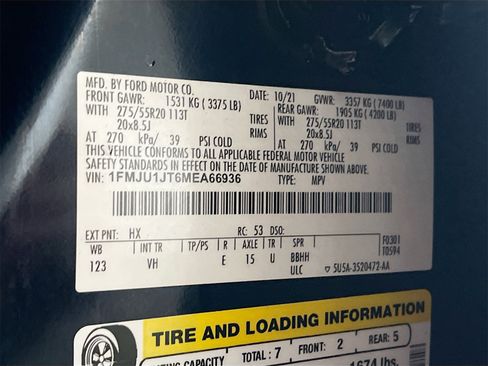 MFD. BY FORD MOTOR CO.
DATE: 10/21 GVWR: 3357 KG (7400 LB)
FRONT GAWR: 1531 KG (3375 LB) REAR GAWR: 1905 KG (4200 LB)
WITH 275/55R20 113T TIRES WITH 275/55R20 113T TIRES
20x8.5J RIMS 20x8.5J RIMS
AT 270 kPa/ 39 PSI COLD AT 270 kPa/ 39 PSI COLD
THIS VEHICLE CONFORMS TO ALL APPLICABLE FEDERAL MOTOR VEHICLE
SAFETY STANDARDS IN EFFECT ON THE DATE OF MANUFACTURE SHOWN ABOVE.
VIN: 1FMJU1JT6MEA66936 TYPE: MPV
EXT PNT: HX RC: 53 DSO:
WB INT TR TP/PS R AXLE TR SPR F0301
123 VH E 15 U BBHH T0594
ULC 5U5A-3520472-AA
TIRE AND LOADING INFORMATION
CAPACITY TOTAL: 7 FRONT: 2 REAR: 5
1674 lbs.